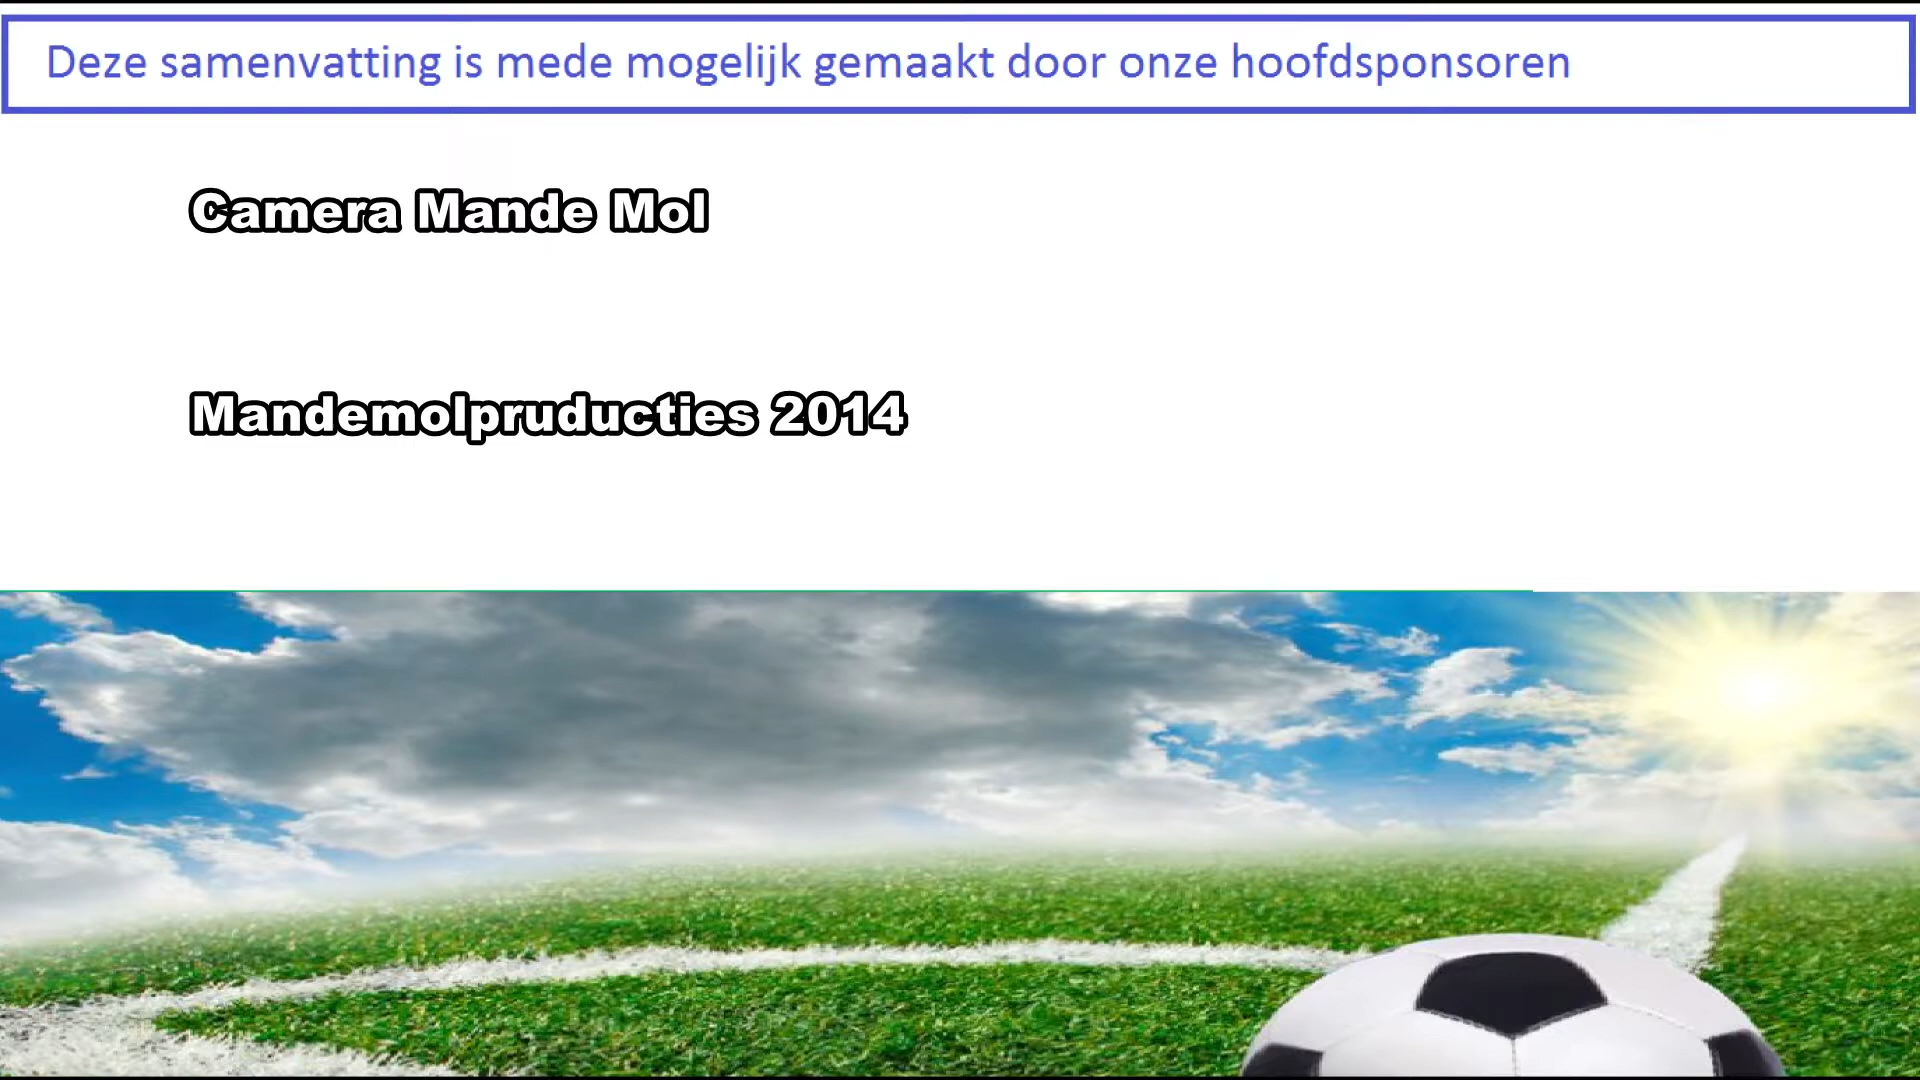 Deze samenvatting is mede mogelijk gemaakt door onze hoofdsponsoren
Camera Mande Mol
Mandemolpruducties 2014